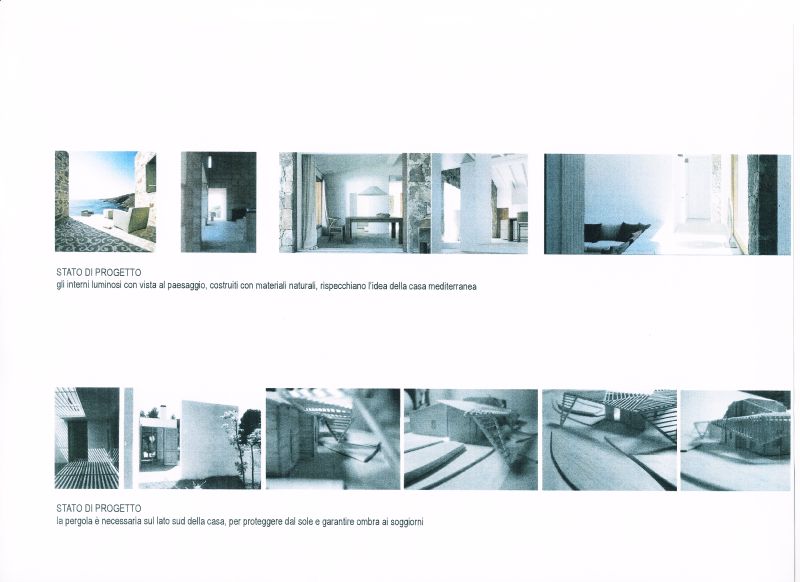 STATO DI PROGETTO
gli interni luminosi con vista al paesaggio, costruiti con materiali naturali, rispecchiano l'idea della casa mediterranea
STATO DI PROGETTO
la pergola è necessaria sul lato sud della casa, per proteggere dal sole e garantire ombra ai soggiorni